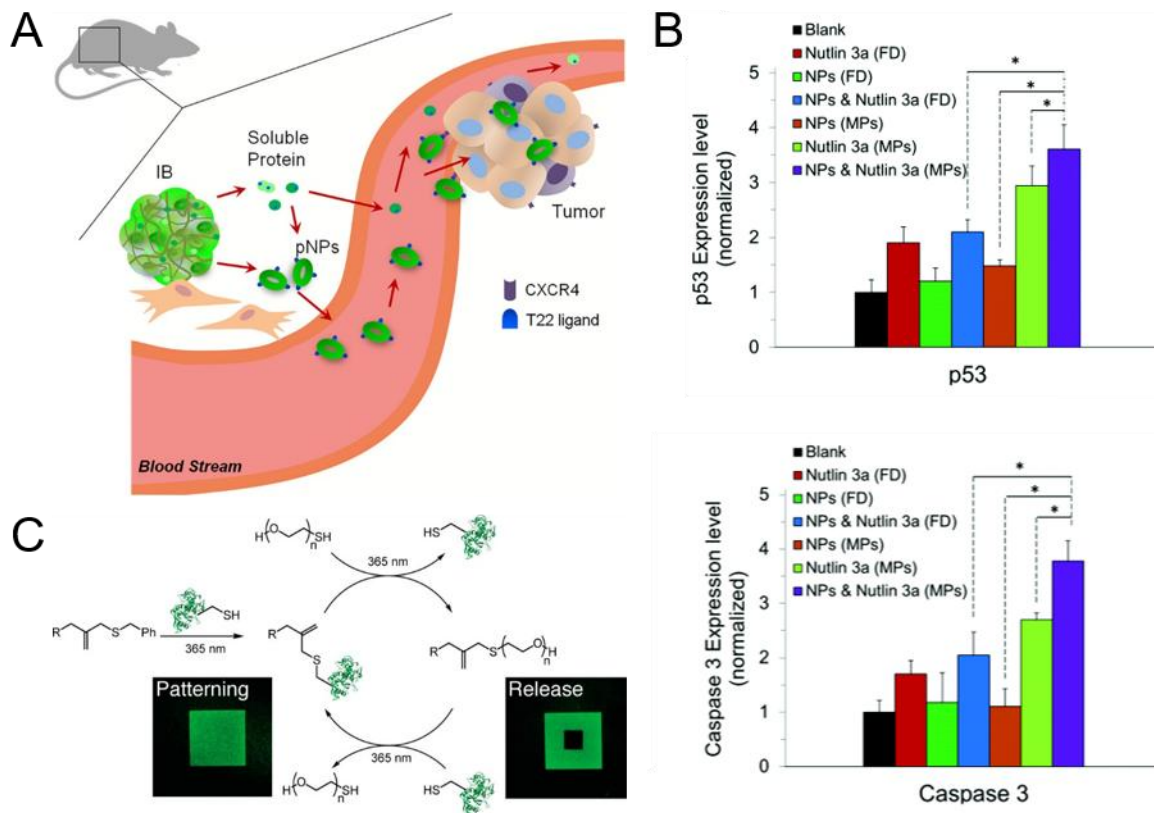 A
IB
Soluble
Protein
pNPs
Tumor
CXCR4
T22 ligand
Blood Stream
B
Blank
Nutlin 3a (FD)
NPs (FD)
NPs & Nutlin 3a (FD)
NPs (MPs)
Nutlin 3a (MPs)
NPs & Nutlin 3a (MPs)
*
*
*
p53 Expression level
(normalized)
5
4
3
2
1
0
p53
Blank
Nutlin 3a (FD)
NPs (FD)
NPs & Nutlin 3a (FD)
NPs (MPs)
Nutlin 3a (MPs)
NPs & Nutlin 3a (MPs)
*
*
*
Caspase 3 Expression level
(normalized)
5
4
3
2
1
0
Caspase 3
C
H(O SH
n
HS
365 nm
R S Ph
SH
365 nm
R
S
R S (O H
n
Patterning
Release
365 nm
H(O SH
n
HS